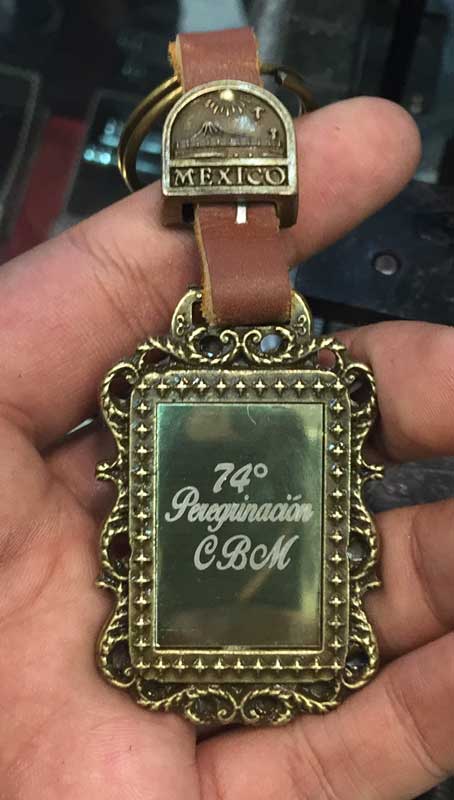 MEXICO
74°
Peregrinación
CBM